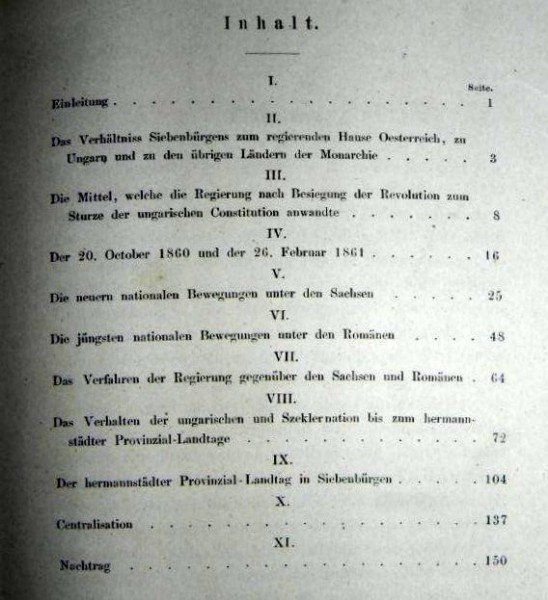 Inhalt.
I.
Seite.
Einleitung . . . . . . . . . . . . . . . . . . 1
II.
Das Verhältniss Siebenbürgens zum regierenden Hause Oesterreich, zu
Ungarn und zu den übrigen Ländern der Monarchie . . . . . 3
III.
Die Mittel, welche die Regierung nach Besiegung der Revolution zum
Sturze der ungarischen Constitution anwandte . . . . . . . 8
IV.
Der 20. October 1860 und der 26. Februar 1861 . . . . . . 16
V.
Die neuern nationalen Bewegungen unter den Sachsen . . . . . 25
VI.
Die jüngsten nationalen Bewegungen unter den Romänen . . . . 48
VII.
Das Verfahren der Regierung gegenüber den Sachsen und Romänen . 64
VIII.
Das Verhalten der ungarischen und Szeklernation bis zum hermann-
städter Provinzial-Landtage . . . . . . . . . . . . 72
IX.
Der hermannstädter Provinzial-Landtag in Siebenbürgen . . . . . 104
X.
Centralisation . . . . . . . . . . . . . . . . 137
XI.
Nachtrag . . . . . . . . . . . . . . . . . 150